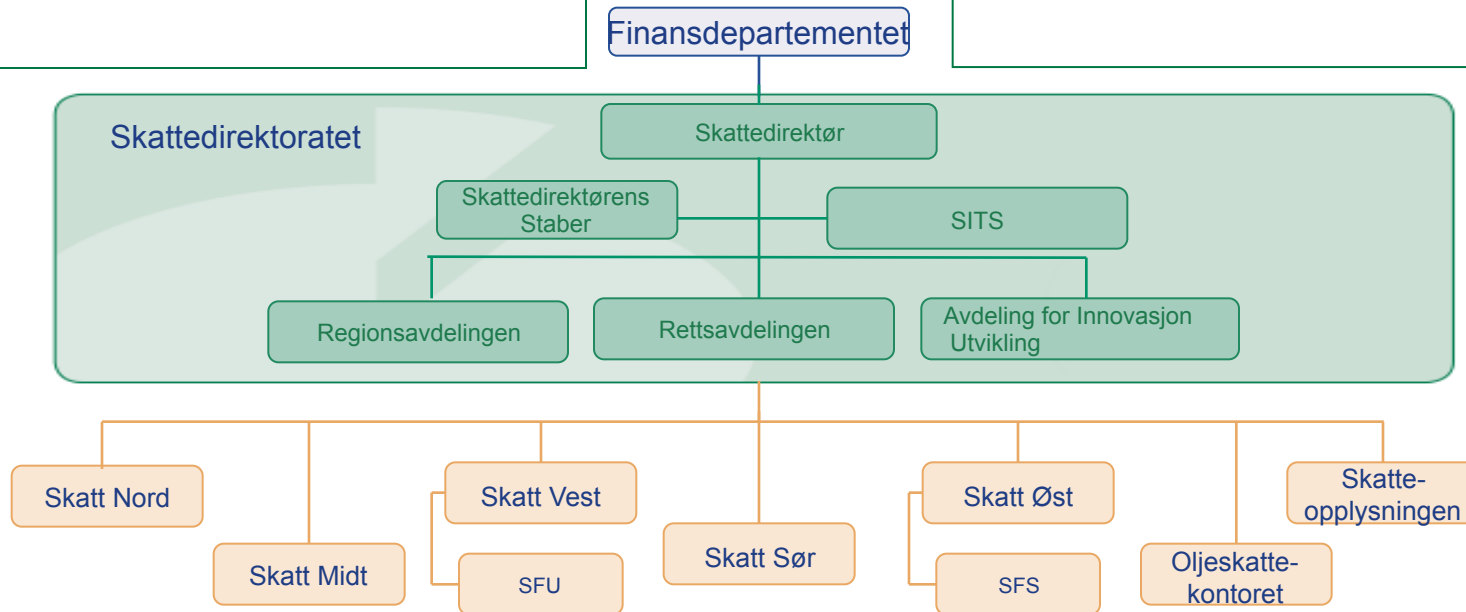 Finansdepartementet
Skattedirektoratet
Skattedirektør
Skattedirektørens
Staber
SITS
Regionsavdelingen
Rettsavdelingen
Avdeling for Innovasjon
Utvikling
Skatt Nord
Skatt Midt
Skatt Vest
SFU
Skatt Sør
Skatt Øst
SFS
Oljeskatte-
kontoret
Skatte-
opplysningen